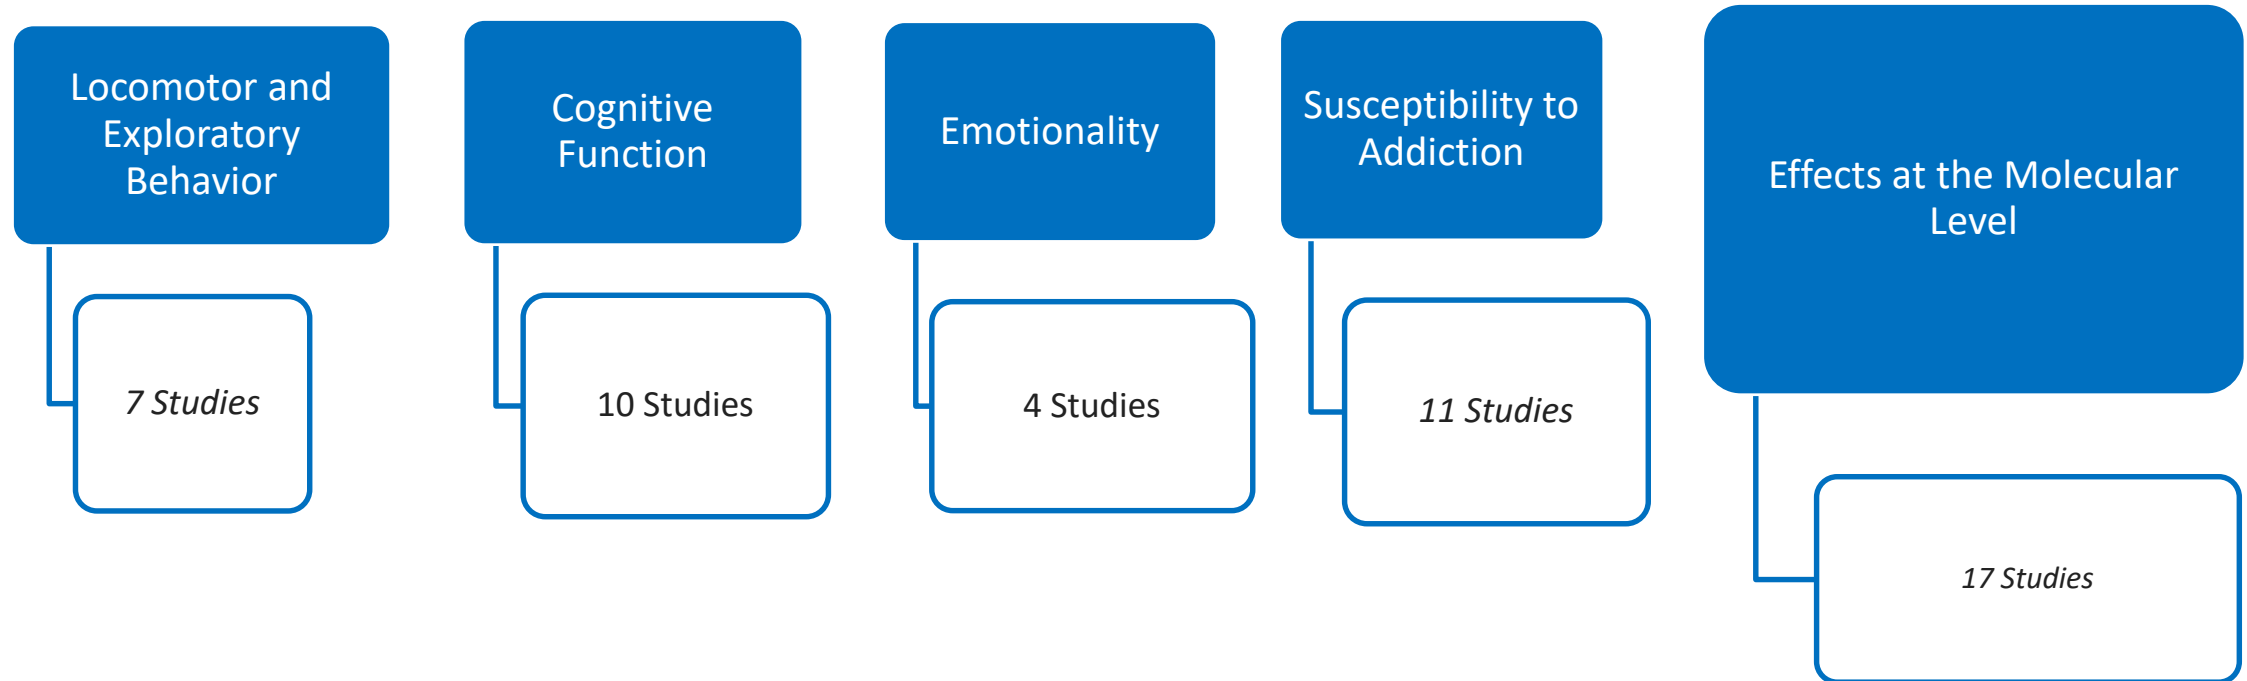 Locomotor and
Exploratory
Behavior
7 Studies
Cognitive
Function
10 Studies
Emotionality
4 Studies
Susceptibility to
Addiction
11 Studies
Effects at the Molecular
Level
17 Studies